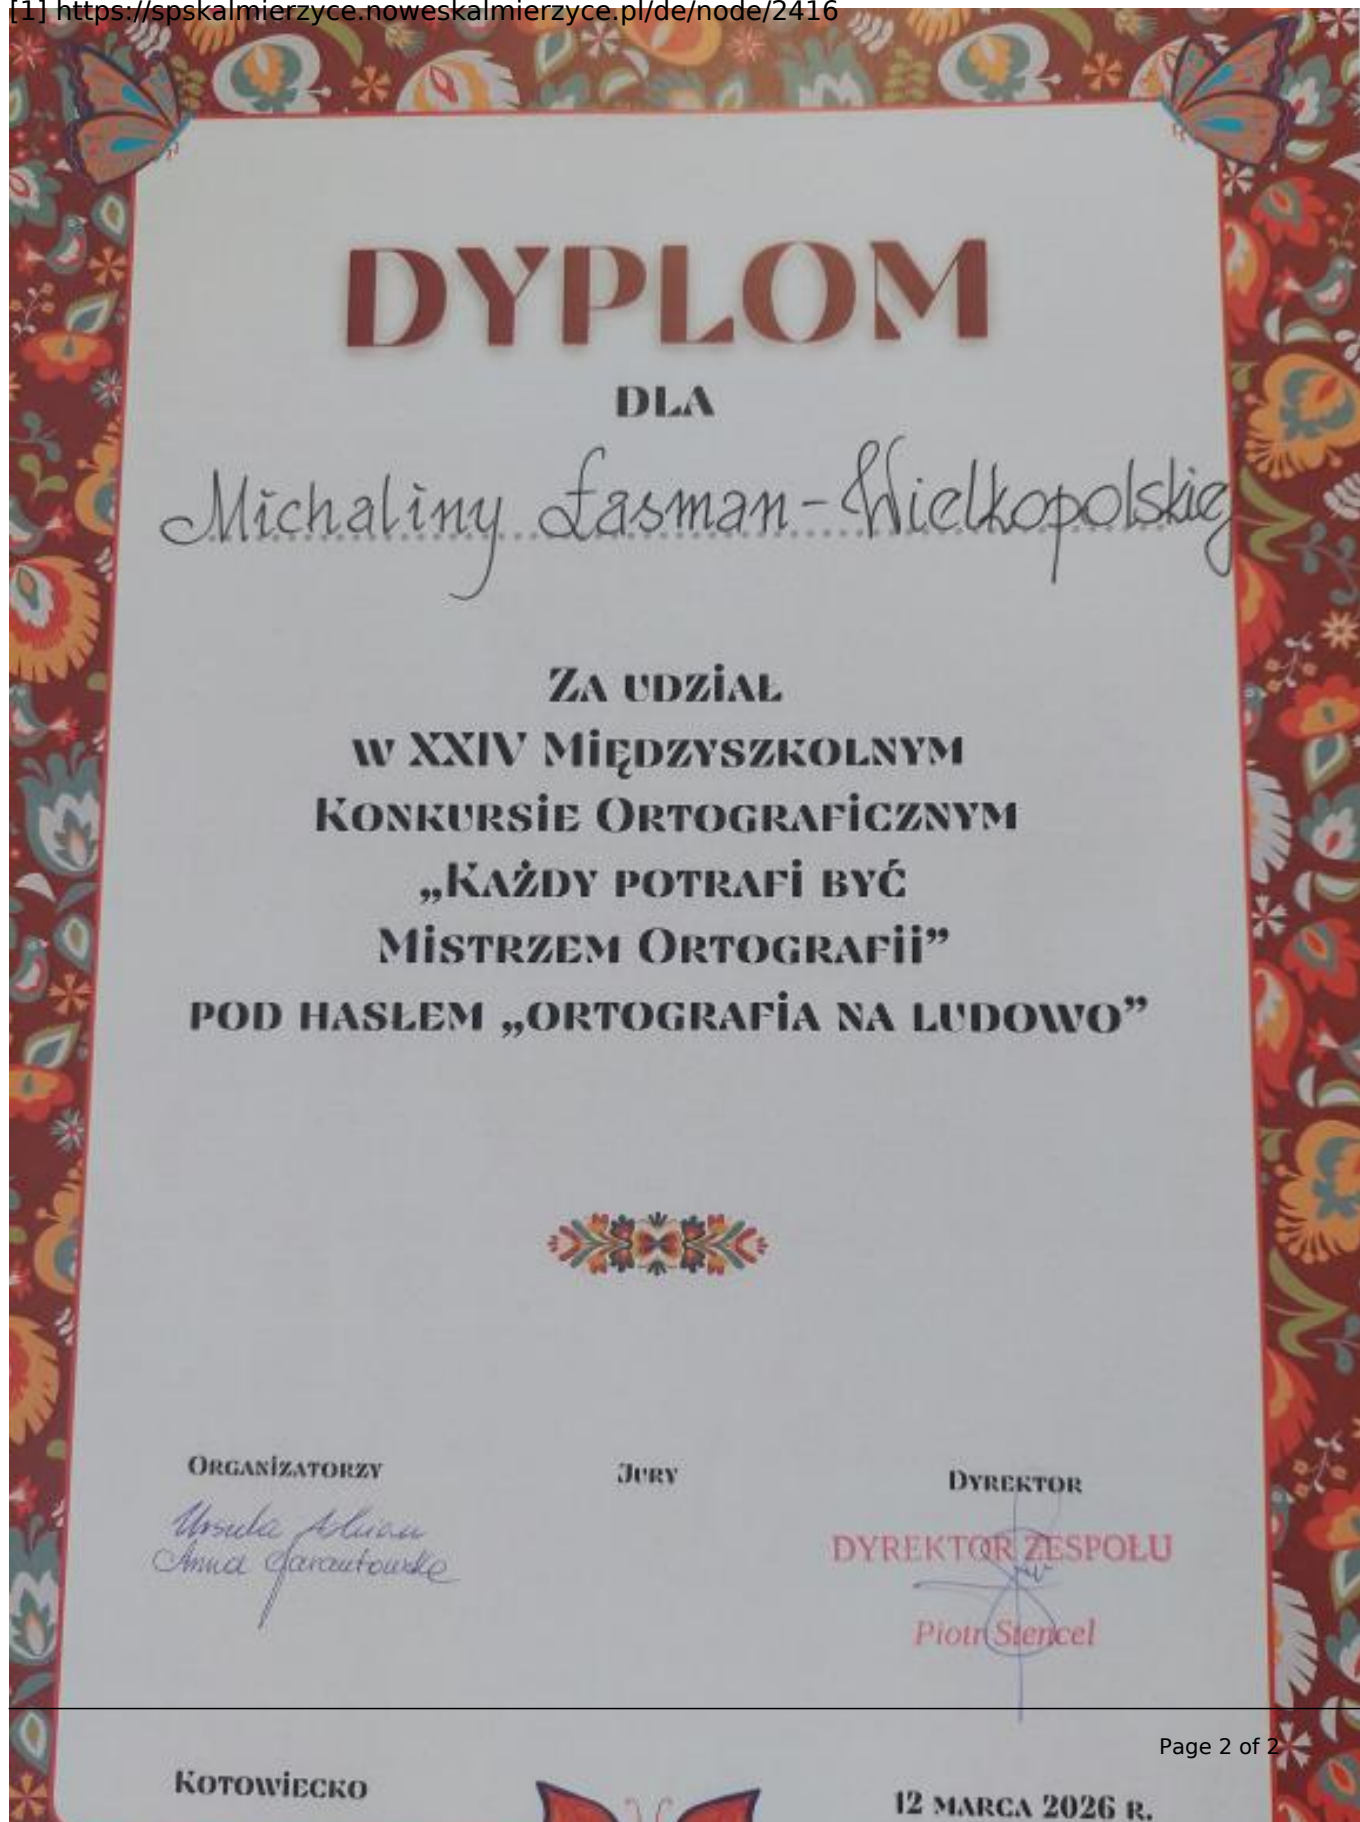 [1] https://spskalmierzyce.noweskalmierzyce.pl/de/node/2416
DYPLOM
DLA
Michaliny Łasman-Wielkopolskiej
Za udział
w XXIV Międzyszkolnym
Konkursie Ortograficznym
„Każdy potrafi być
Mistrzem Ortografii”
pod hasłem „ortografia na ludowo”
Organizatorzy
Jury
Dyrektor
Urszula
Anna
DYREKTOR ZESPOŁU
Piotr Stencel
Page 2 of 2
Kotowiecko
12 marca 2026 r.